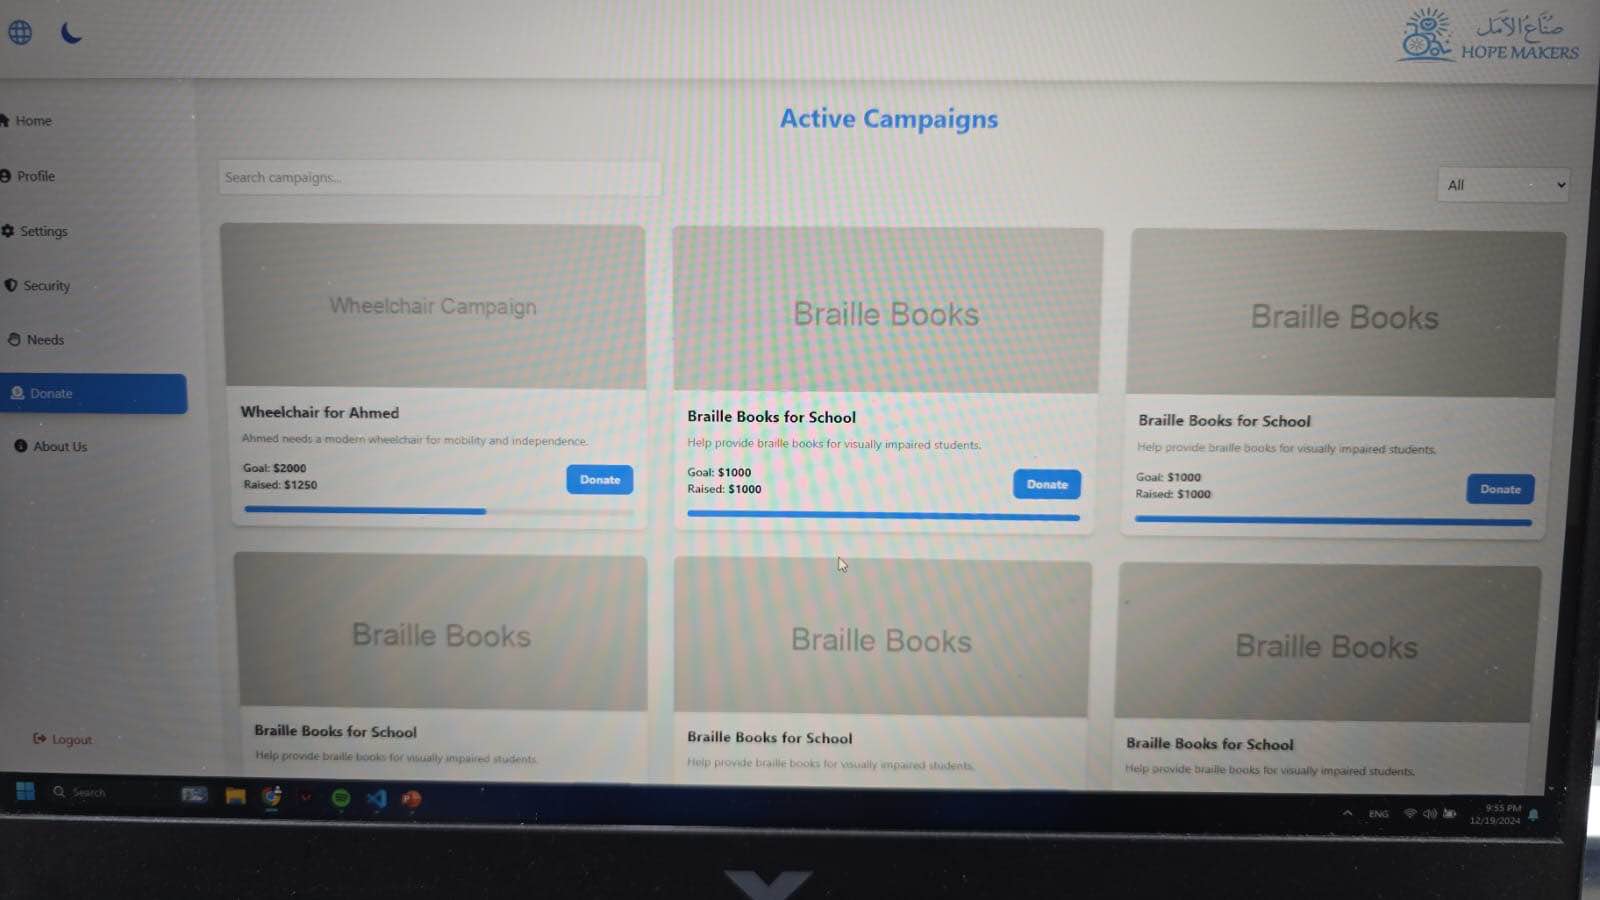 صنّاع الأمل
HOPE MAKERS
Home
Profile
Settings
Security
Needs
Donate
About Us
Logout
Active Campaigns
Search campaigns...
All
Wheelchair Campaign
Wheelchair for Ahmed
Ahmed needs a modern wheelchair for mobility and independence.
Goal: $2000
Raised: $1250
Donate
Braille Books
Braille Books for School
Help provide braille books for visually impaired students.
Goal: $1000
Raised: $1000
Donate
Braille Books
Braille Books for School
Help provide braille books for visually impaired students.
Goal: $1000
Raised: $1000
Donate
Braille Books
Braille Books for School
Help provide braille books for visually impaired students.
Braille Books
Braille Books for School
Help provide braille books for visually impaired students.
Braille Books
Braille Books for School
Help provide braille books for visually impaired students.
Search
ENG
9:55 PM
12/19/2024